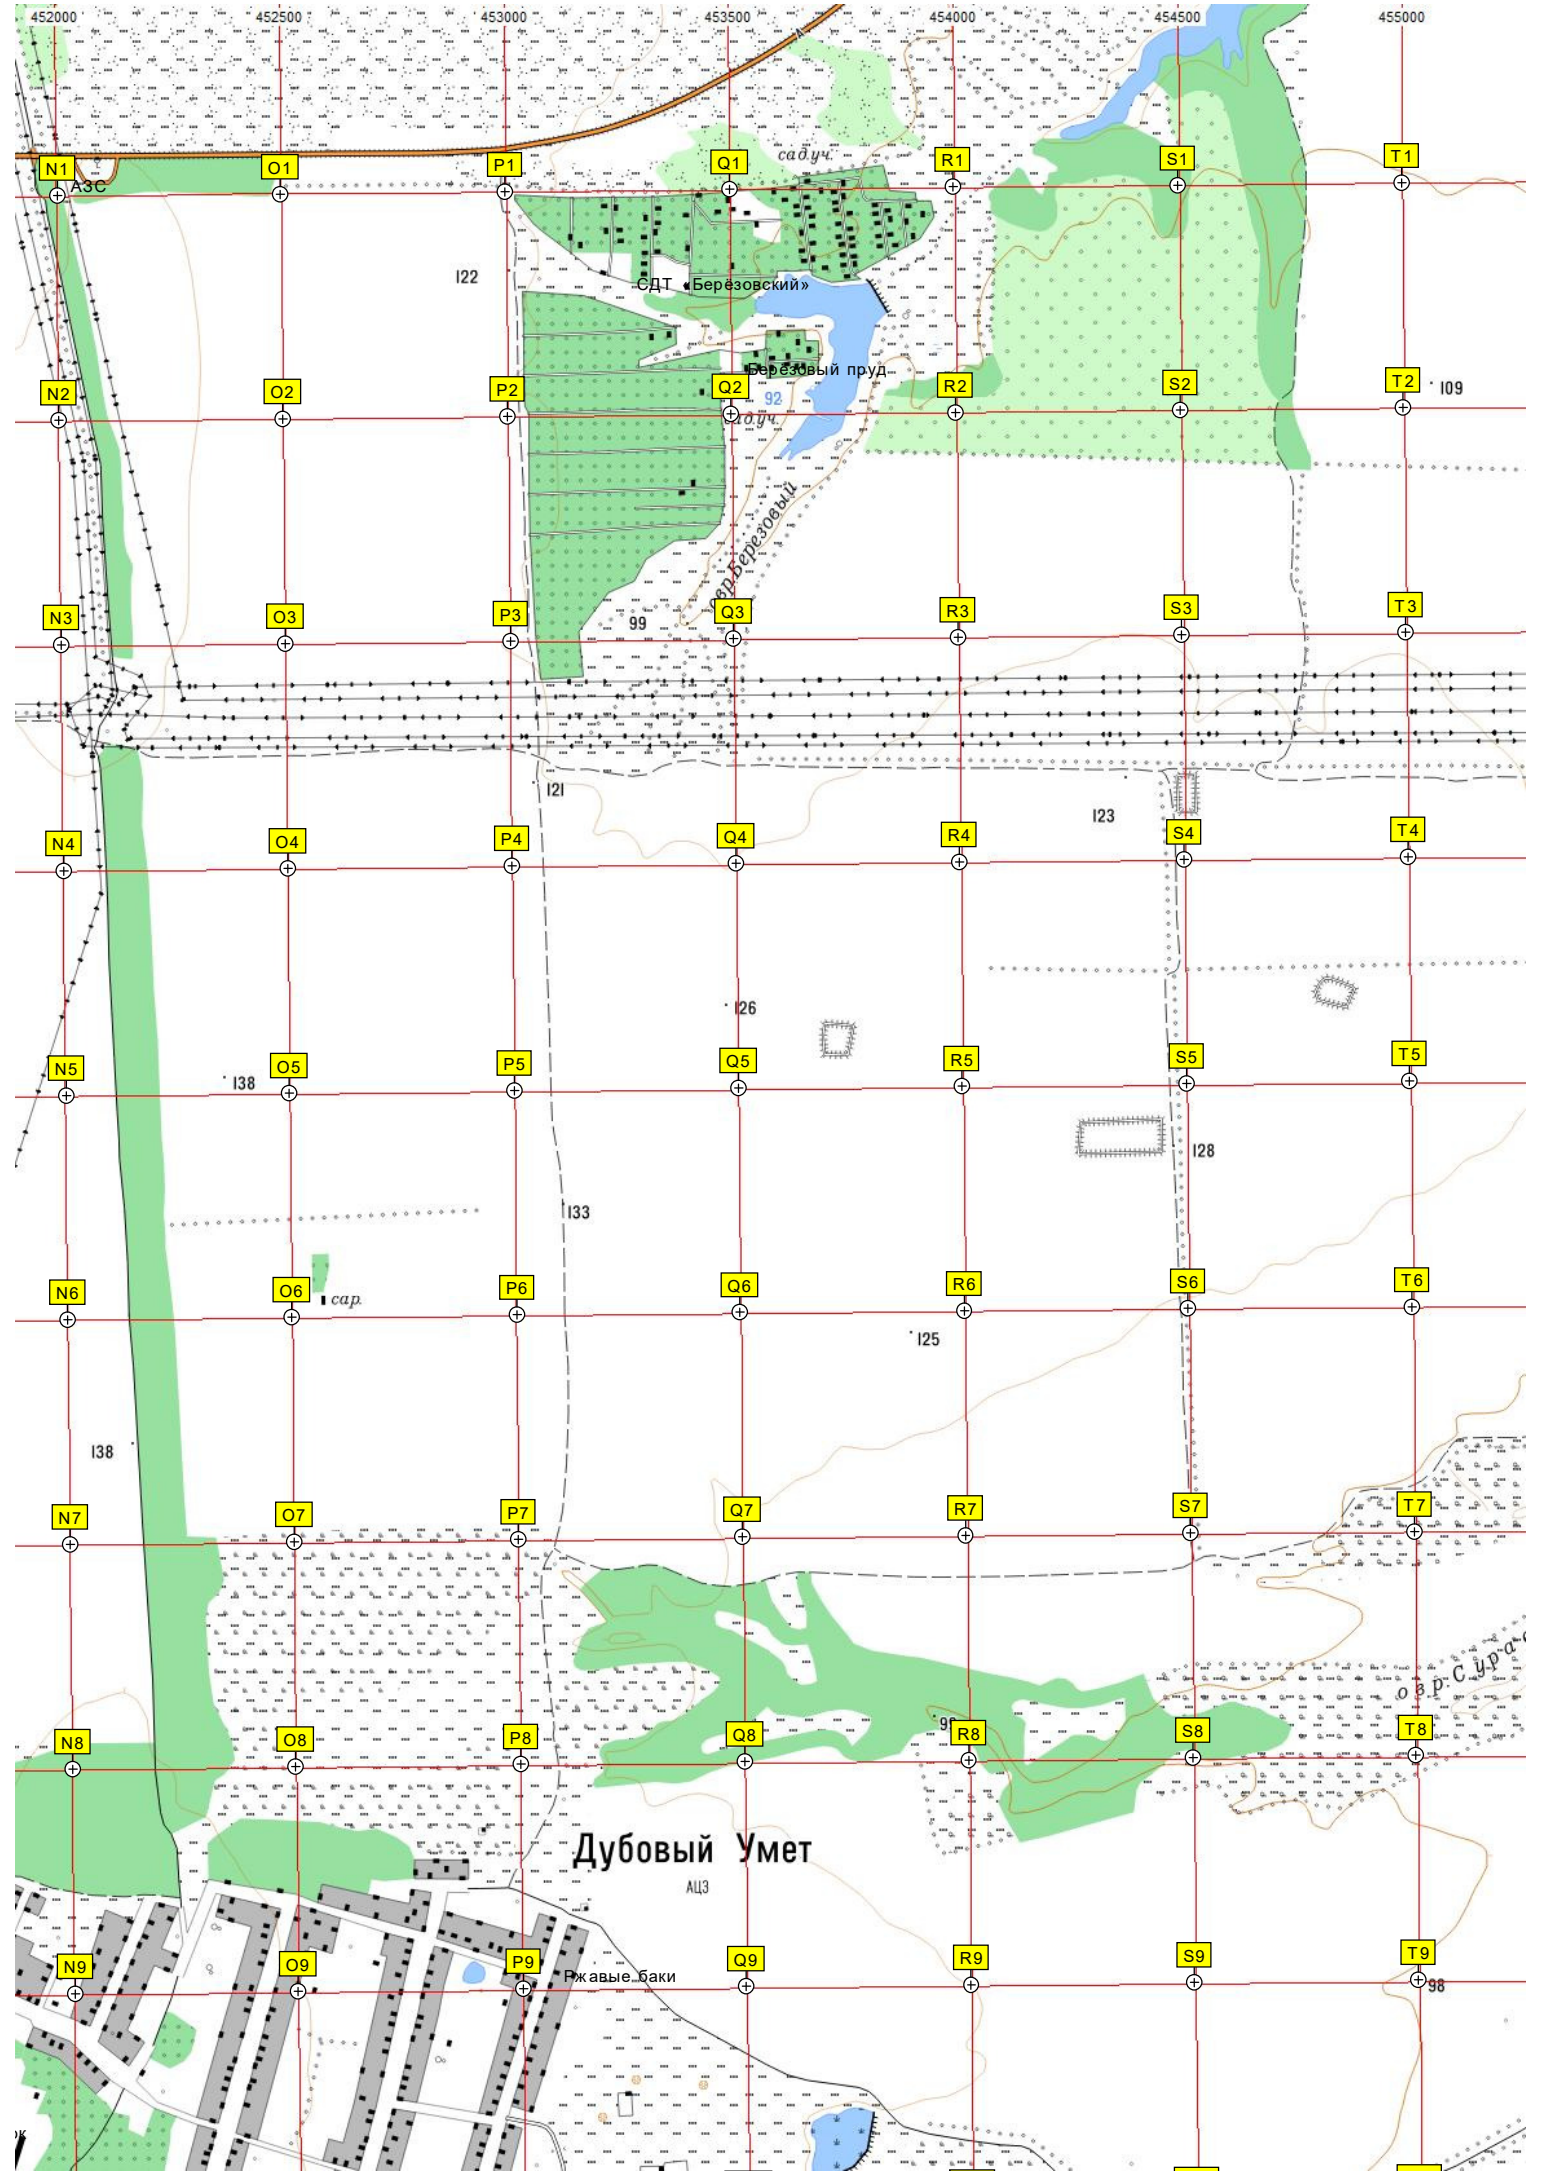 452000 452500 453000 453500 454000 454500 455000
N1 O1 P1 Q1 сад.уч. R1 S1 T1
АЗС
122
СДТ «Берёзовский»
Берёзовый пруд
N2 O2 P2 Q2 92 R2 S2 T2 109
сад.уч.
овр. Березовый
N3 O3 P3 99 Q3 R3 S3 T3
121
123
N4 O4 P4 Q4 R4 S4 T4
126
N5 138 O5 P5 Q5 R5 S5 T5
128
133
N6 O6 сар. P6 Q6 R6 S6 T6
125
138
N7 O7 P7 Q7 R7 S7 T7
овр. Сура
N8 O8 P8 Q8 R8 S8 T8
Дубовый Умет
АЦЗ
N9 O9 P9 Ржавые баки Q9 R9 S9 T9
98